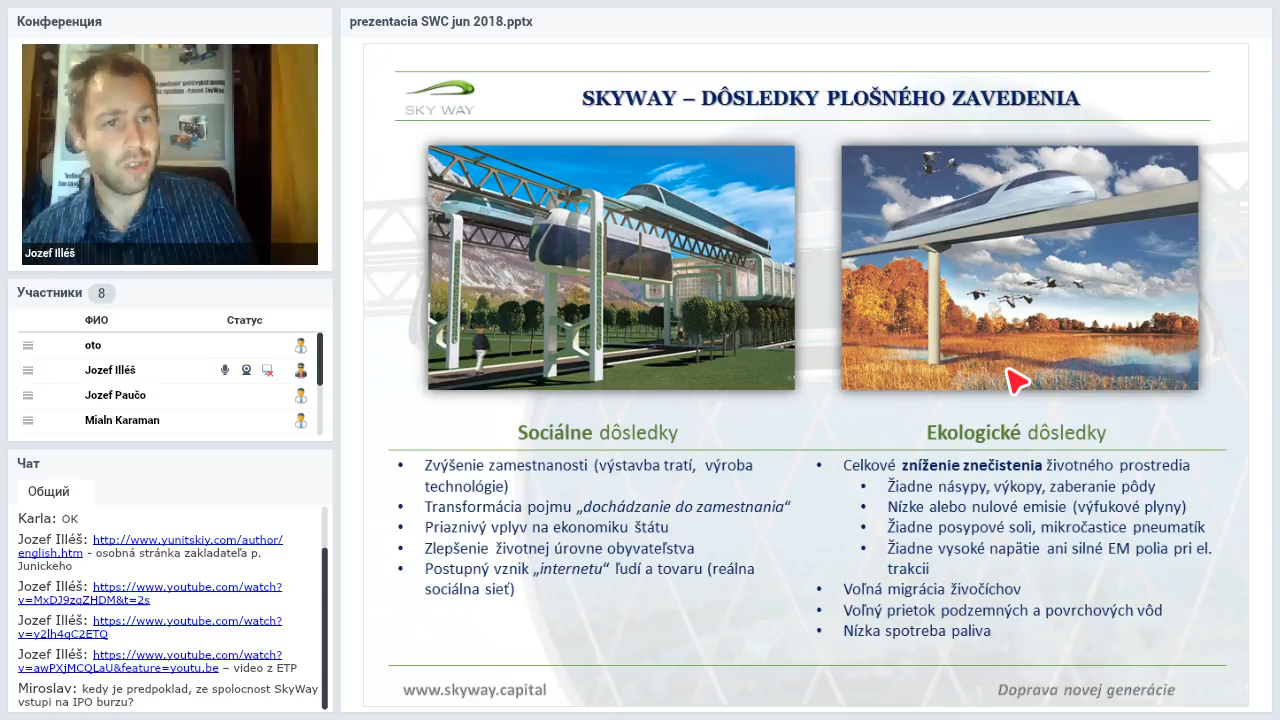 Конференция
Jozef Illéš
Участники 8
ФИО Статус
oto
Jozef Illéš
Jozef Paučo
Mialn Karaman
Чат
Общий
Karla: OK
Jozef Illéš: http://www.yunitskiy.com/author/
english.htm - osobná stránka zakladateľa p.
Junickeho
Jozef Illéš: https://www.youtube.com/watch?
v=MxDJ9zqZHDM&t=2s
Jozef Illéš: https://www.youtube.com/watch?
v=y2lh4qC2ETQ
Jozef Illéš: https://www.youtube.com/watch?
v=awPXjMCQLaU&feature=youtu.be – video z ETP
Miroslav: kedy je predpoklad, ze spolocnost SkyWay
vstupi na IPO burzu?
prezentacia SWC jun 2018.pptx
SKY WAY
SKYWAY – DÔSLEDKY PLOŠNÉHO ZAVEDENIA
Sociálne dôsledky
• Zvýšenie zamestnanosti (výstavba tratí, výroba
technológie)
• Transformácia pojmu „dochádzanie do zamestnania“
• Priaznivý vplyv na ekonomiku štátu
• Zlepšenie životnej úrovne obyvateľstva
• Postupný vznik „internetu“ ľudí a tovaru (reálna
sociálna sieť)
Ekologické dôsledky
• Celkové zníženie znečistenia životného prostredia
• Žiadne násypy, výkopy, zaberanie pôdy
• Nízke alebo nulové emisie (výfukové plyny)
• Žiadne posypové soli, mikročastice pneumatík
• Žiadne vysoké napätie ani silné EM polia pri el.
trakcii
• Voľná migrácia živočíchov
• Voľný prietok podzemných a povrchových vôd
• Nízka spotreba paliva
www.skyway.capital
Doprava novej generácie